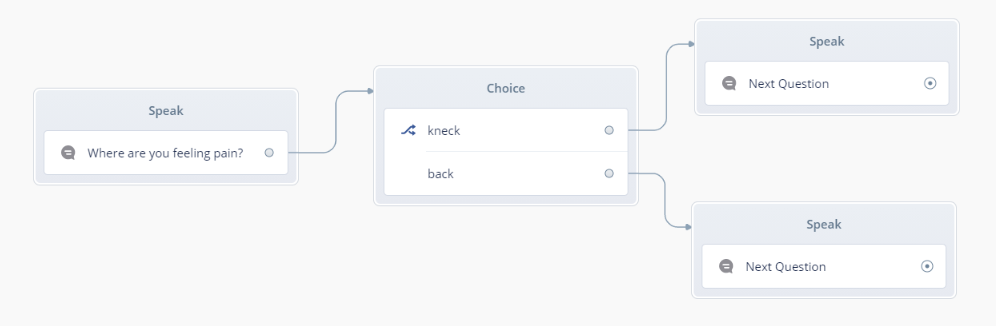 Speak
Where are you feeling pain?
Choice
kneck
back
Speak
Next Question
Speak
Next Question